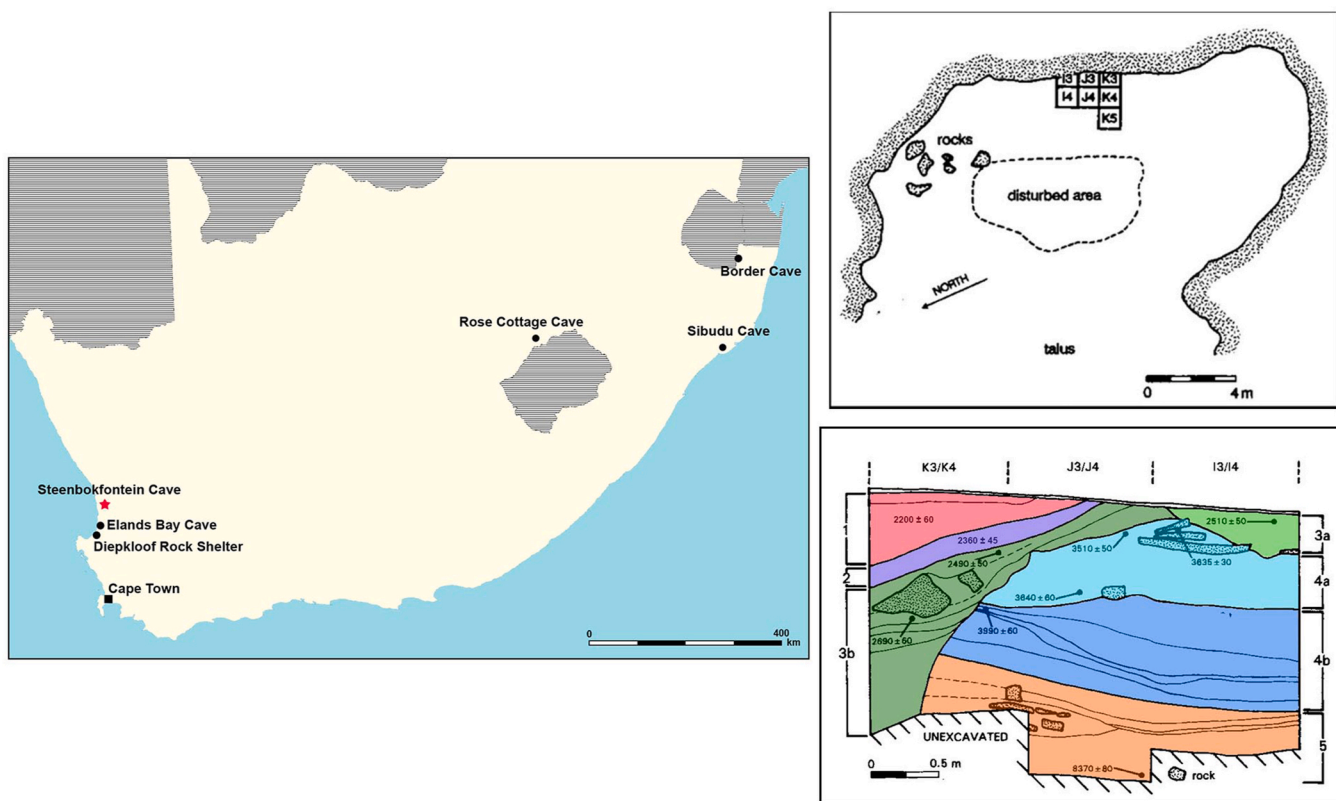 Border Cave
Rose Cottage Cave
Sibudu Cave
Steenbokfontein Cave
Elands Bay Cave
Diepkloof Rock Shelter
Cape Town
0 400
km
I3 J3 K3
I4 J4 K4
K5
rocks
disturbed area
NORTH
talus
0 4 m
K3/K4 J3/J4 I3/I4
1
2200 ± 60
2510 ± 50
3a
2360 ± 45
3510 ± 50
2490 ± 50
3635 ± 30
2
4a
3640 ± 60
2690 ± 60
3990 ± 60
3b
4b
UNEXCAVATED
5
0 0.5 m
8370 ± 80
rock